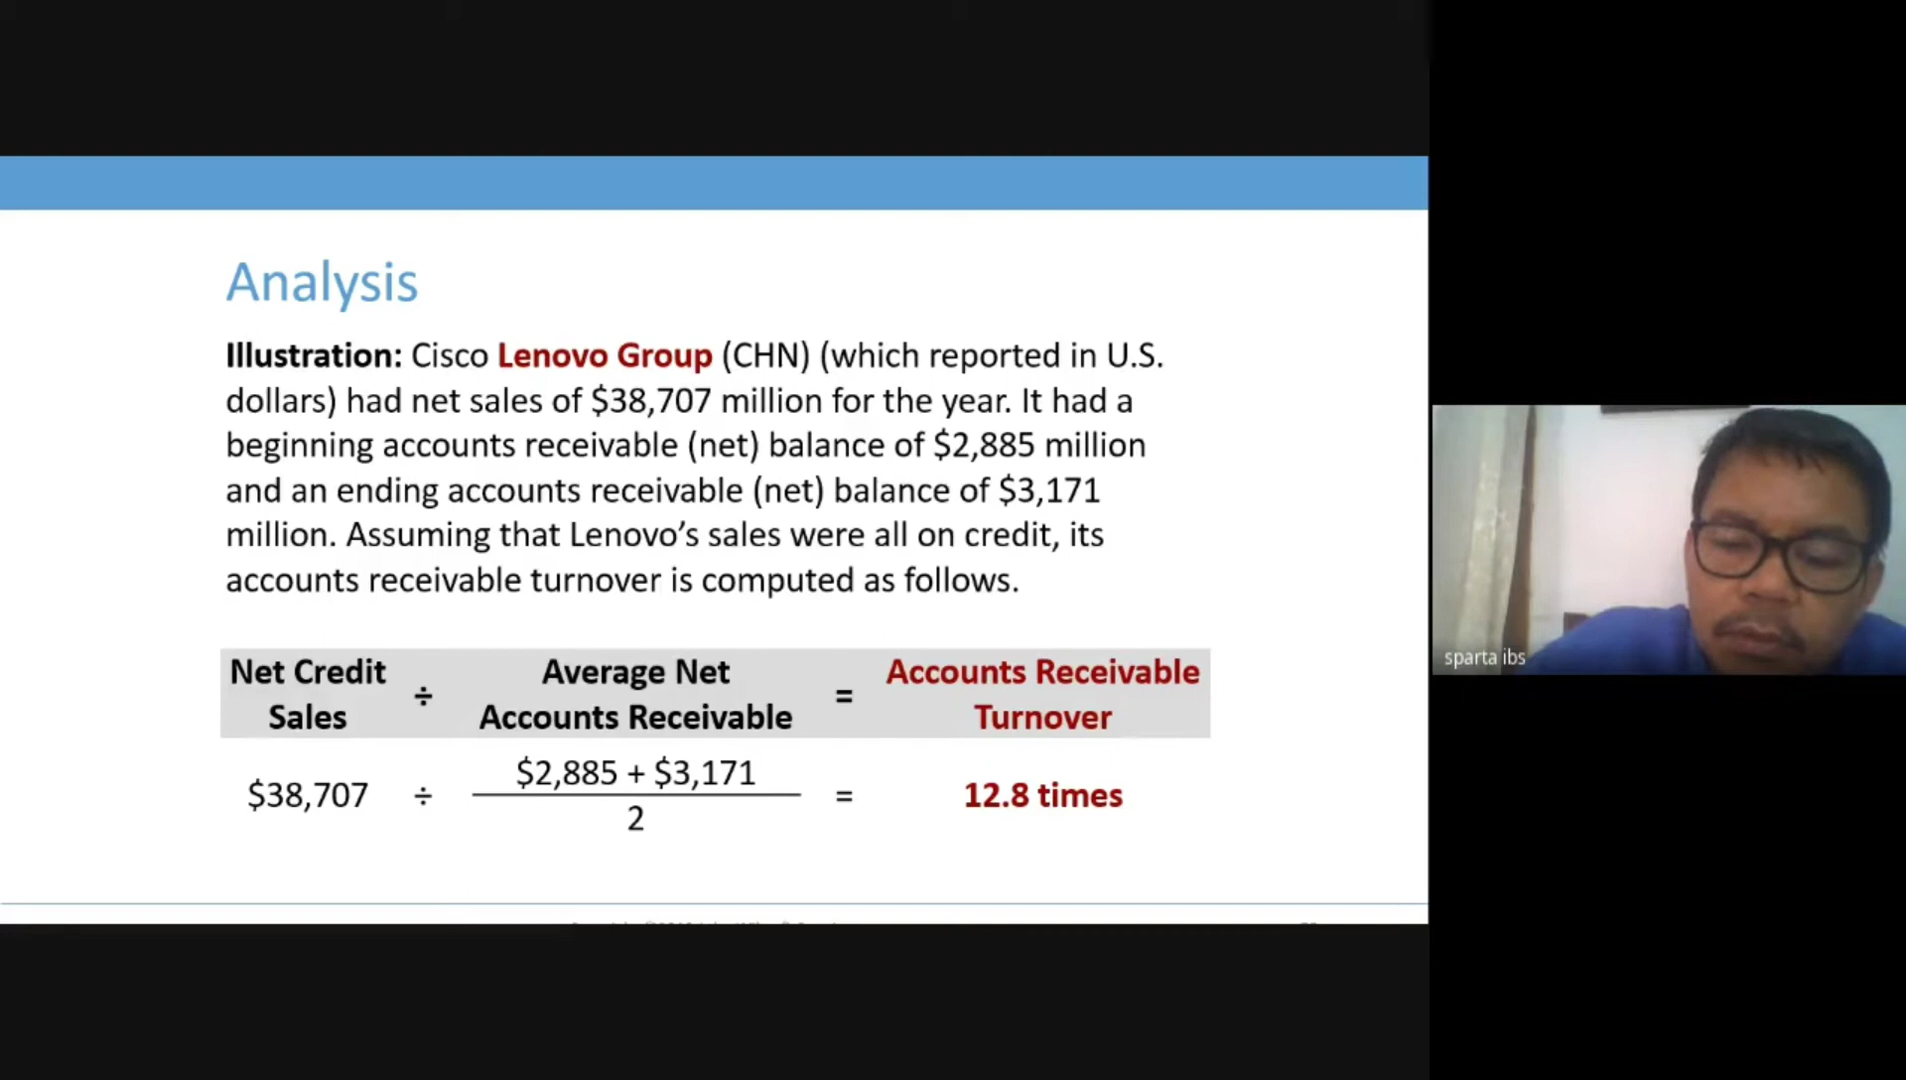 Analysis
Illustration: Cisco Lenovo Group (CHN) (which reported in U.S.
dollars) had net sales of $38,707 million for the year. It had a
beginning accounts receivable (net) balance of $2,885 million
and an ending accounts receivable (net) balance of $3,171
million. Assuming that Lenovo’s sales were all on credit, its
accounts receivable turnover is computed as follows.
Net Credit Sales ÷ Average Net Accounts Receivable = Accounts Receivable Turnover
$38,707 ÷ $2,885 + $3,171 = 12.8 times
2
sparta ibs